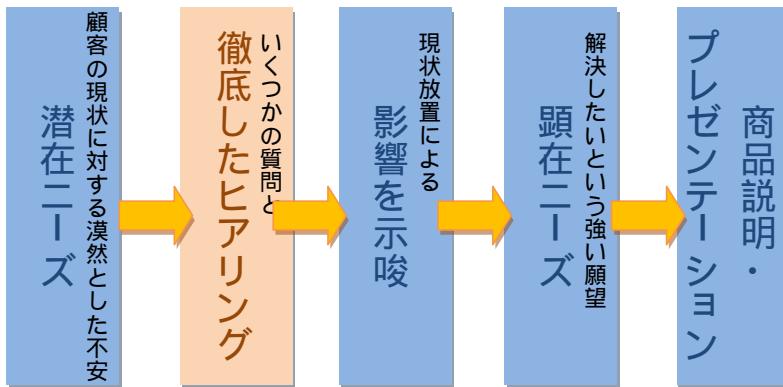 顧客の現状に対する漠然とした不安
潜在ニーズ
いくつかの質問と
徹底したヒアリング
現状放置による
影響を示唆
解決したいという強い願望
顕在ニーズ
商品説明・
プレゼンテーション